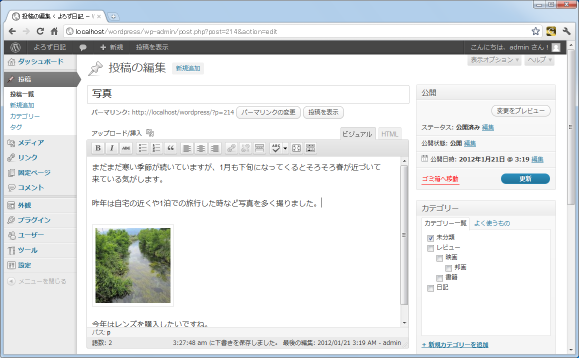 投稿の編集 ‹ よろず日記 — W
localhost/wordpress/wp-admin/post.php?post=214&action=edit
よろず日記 + 新規 投稿を表示 こんにちは、admin さん !
ダッシュボード
投稿
投稿一覧
新規追加
カテゴリー
タグ
メディア
リンク
固定ページ
コメント
外観
プラグイン
ユーザー
ツール
設定
メニューを閉じる
表示オプション ヘルプ
投稿の編集 新規追加
写真
パーマリンク: http://localhost/wordpress/?p=214 パーマリンクの変更 投稿を表示
アップロード/挿入 ビジュアル HTML
B I ABC ABC
まだまだ寒い季節が続いていますが、1月も下旬になってくるとそろそろ春が近づいて
来ている気がします。
昨年は自宅の近くや1泊での旅行した時など写真を多く撮りました。
今年はレンズを購入したいですね。
パス: p
語数: 2 3:27:48 am に下書きを保存しました。 最後の編集: 2012/01/21 3:19 AM - admin
公開
変更をプレビュー
ステータス: 公開済み 編集
公開状態: 公開 編集
公開日時: 2012年1月21日 @ 3:19 編集
ゴミ箱へ移動 更新
カテゴリー
カテゴリー一覧 よく使うもの
未分類
レビュー
映画
邦画
書籍
日記
+ 新規カテゴリーを追加